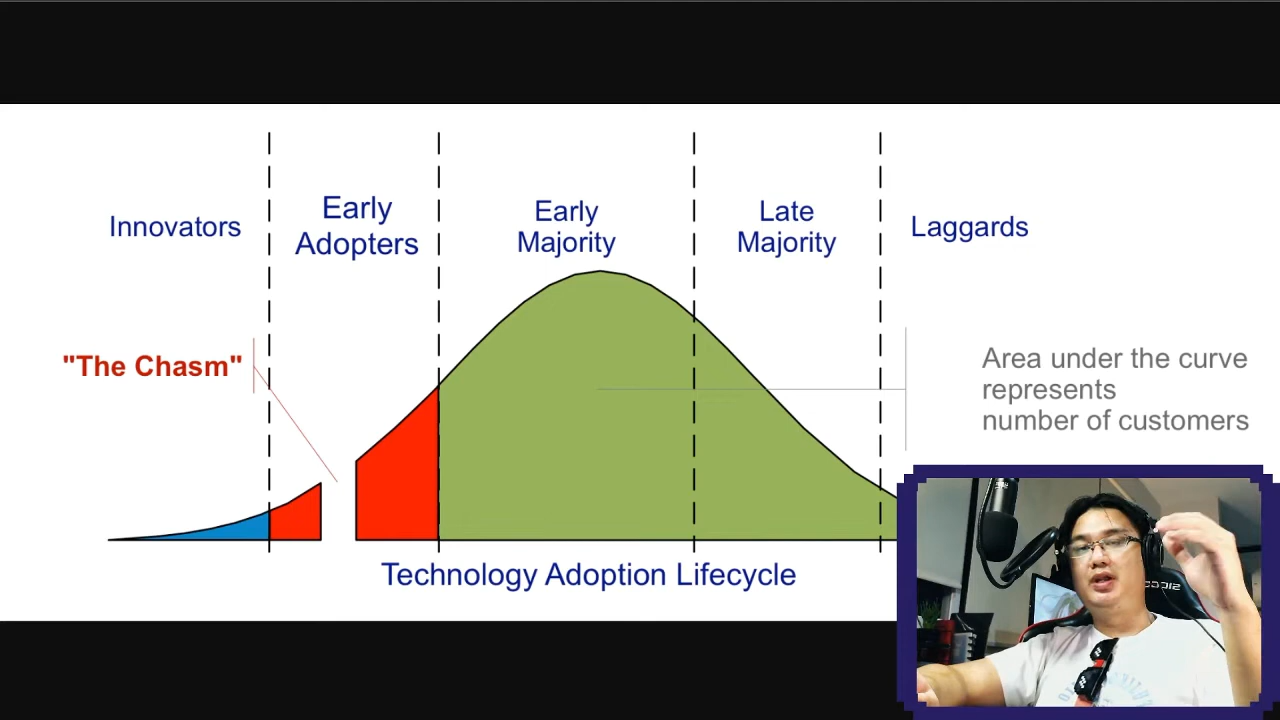 Innovators
Early
Adopters
Early
Majority
Late
Majority
Laggards
"The Chasm"
Area under the curve
represents
number of customers
Technology Adoption Lifecycle